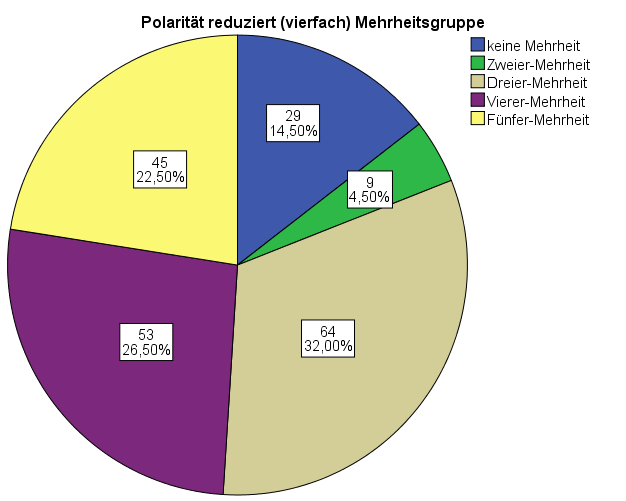 Polarität reduziert (vierfach) Mehrheitsgruppe
keine Mehrheit
Zweier-Mehrheit
Dreier-Mehrheit
Vierer-Mehrheit
Fünfer-Mehrheit
29
14,50%
9
4,50%
45
22,50%
64
32,00%
53
26,50%